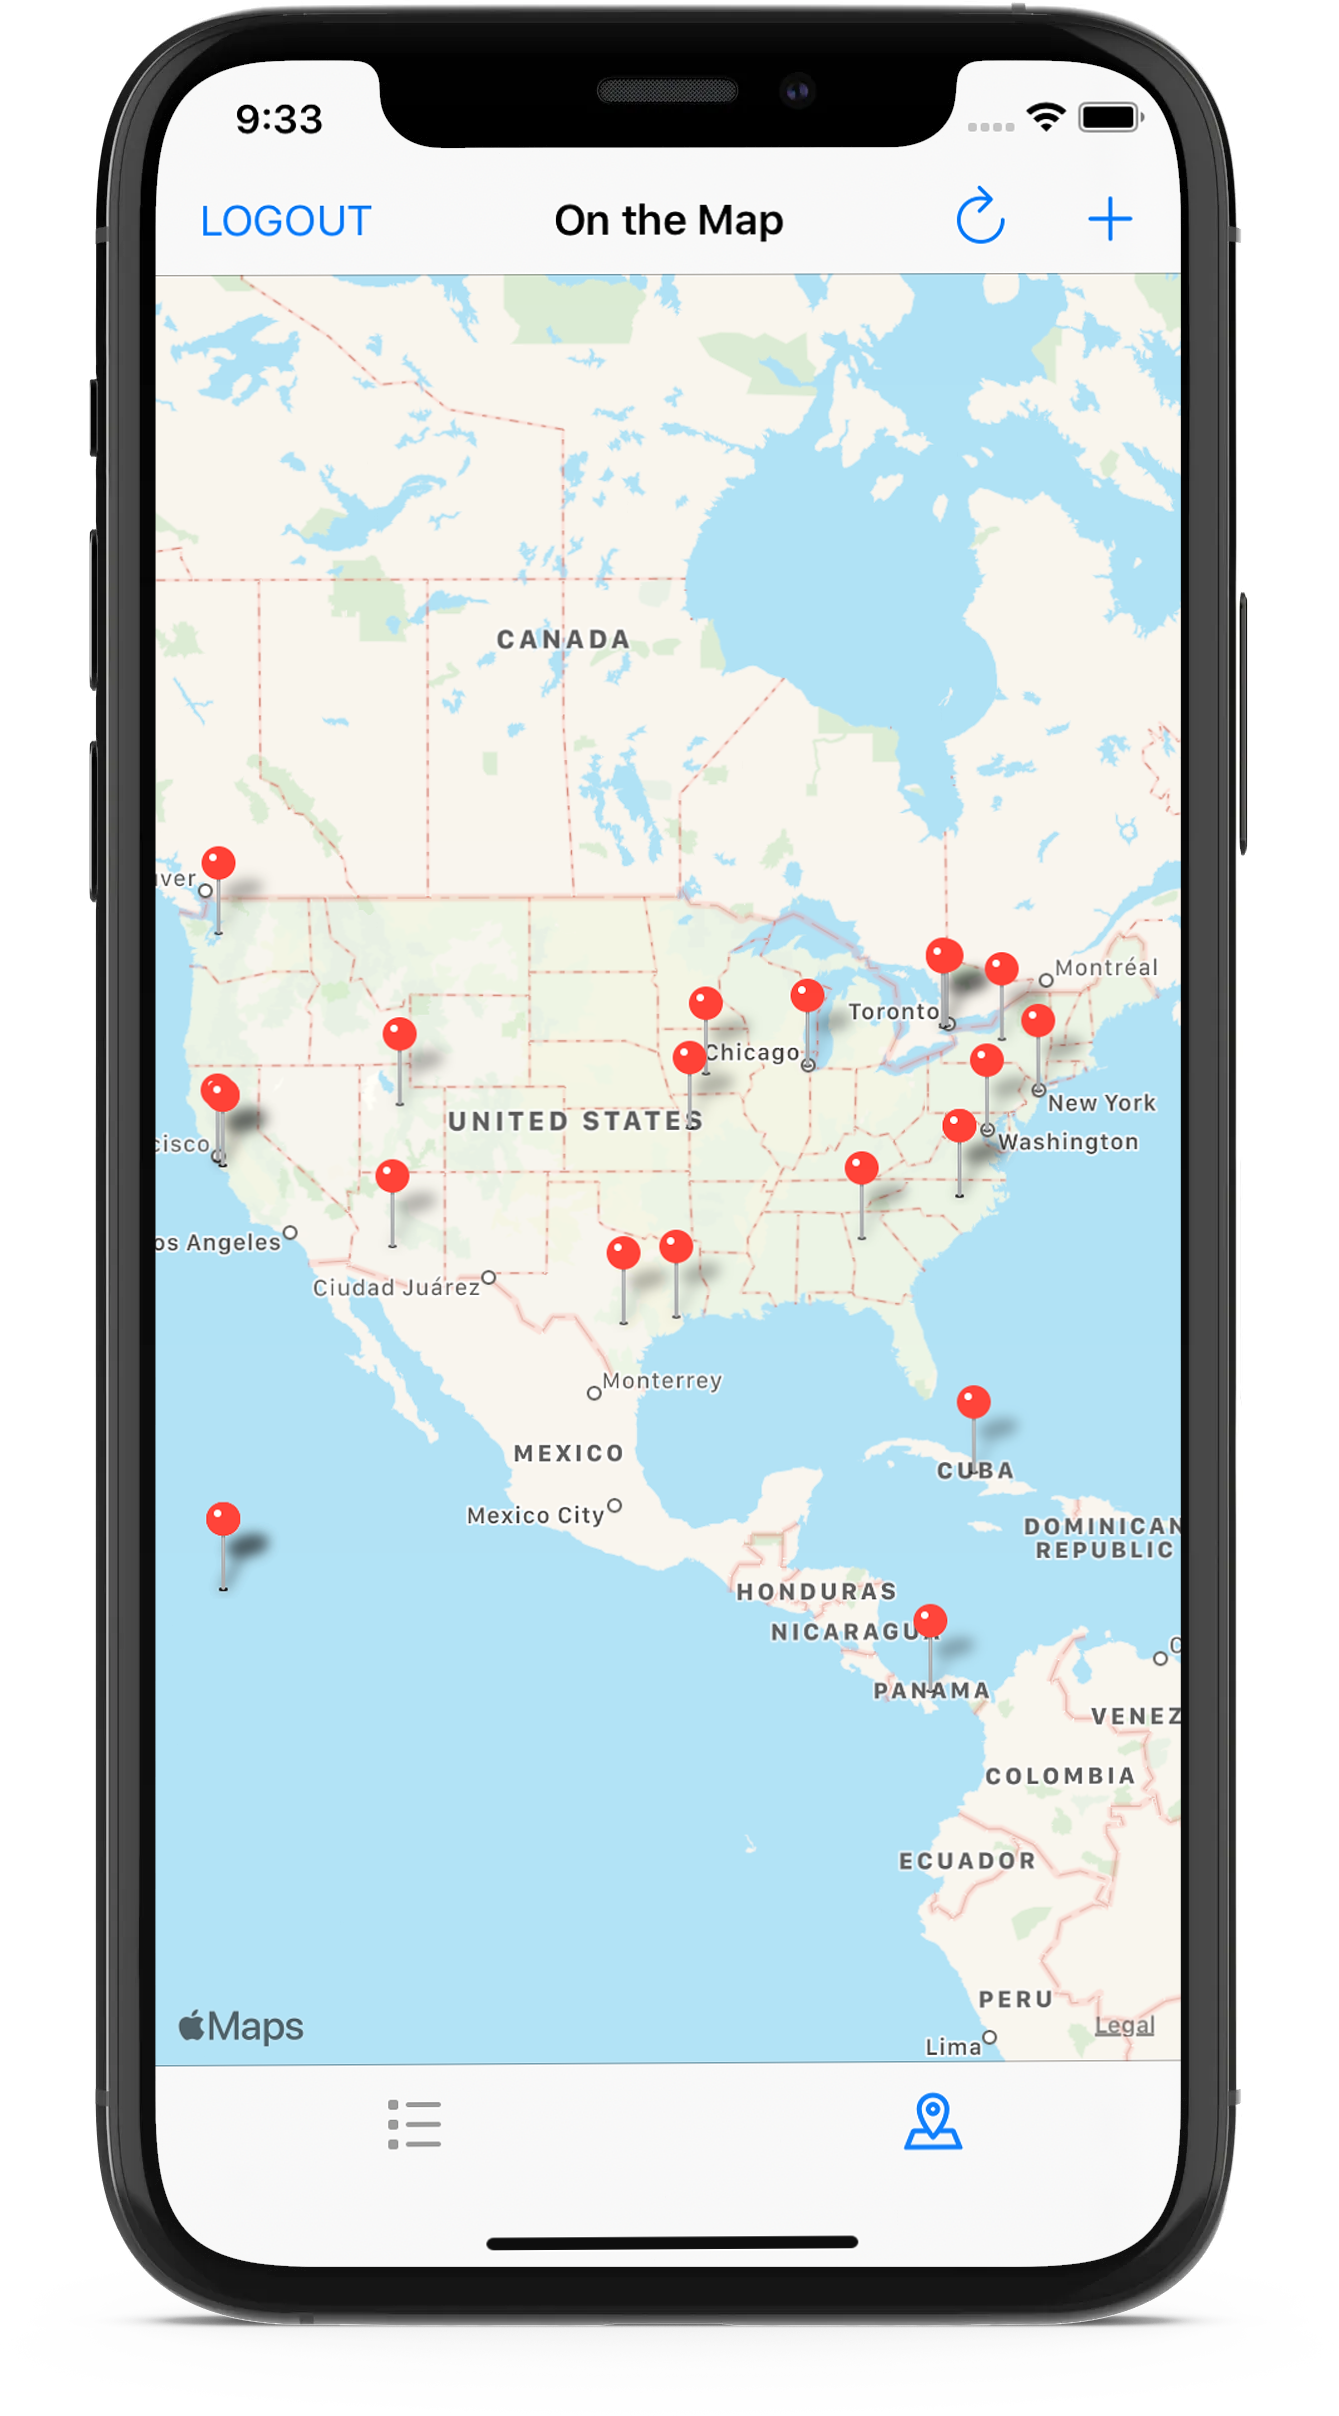 9:33
LOGOUT
On the Map
CANADA
ver
Montréal
Toronto
Chicago
New York
UNITED STATES
Washington
cisco
os Angeles
Ciudad Juárez
Monterrey
MEXICO
CUBA
Mexico City
DOMINICAN
REPUBLIC
HONDURAS
NICARAGUA
C
PANAMA
VENEZ
COLOMBIA
ECUADOR
PERU
Maps
Legal
Lima